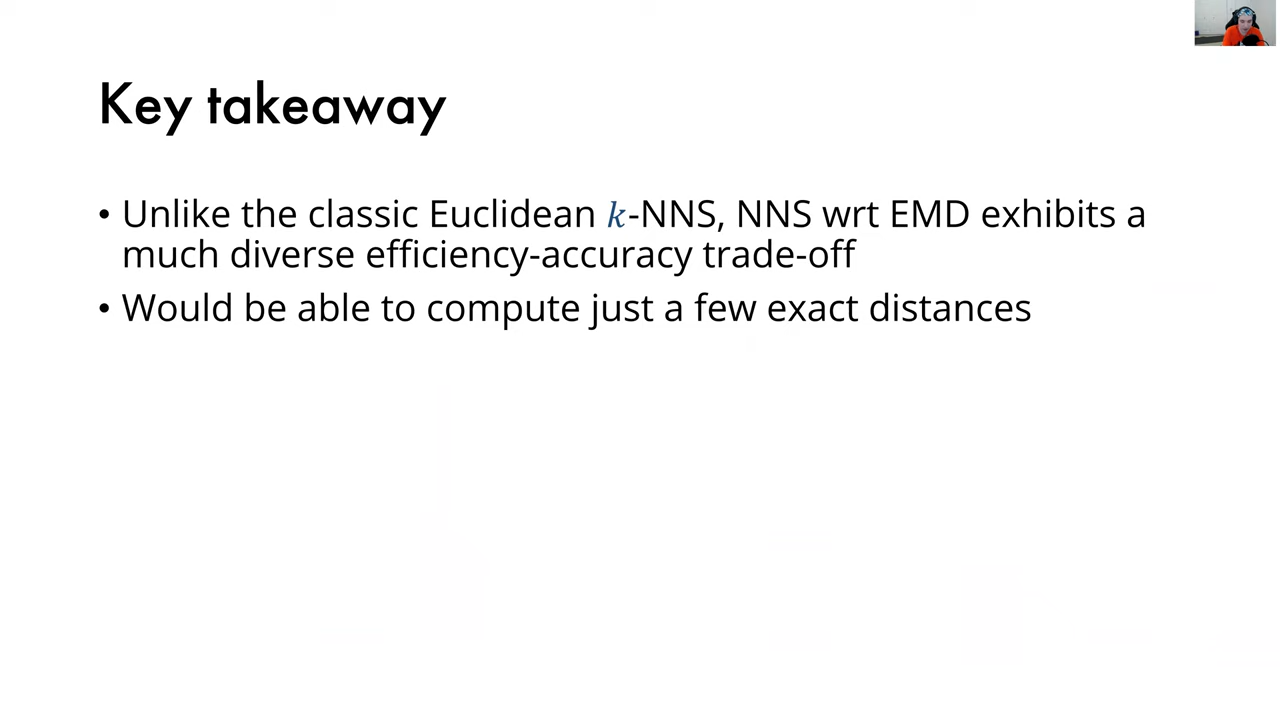 Key takeaway
• Unlike the classic Euclidean k-NNS, NNS wrt EMD exhibits a
much diverse efficiency-accuracy trade-off
• Would be able to compute just a few exact distances